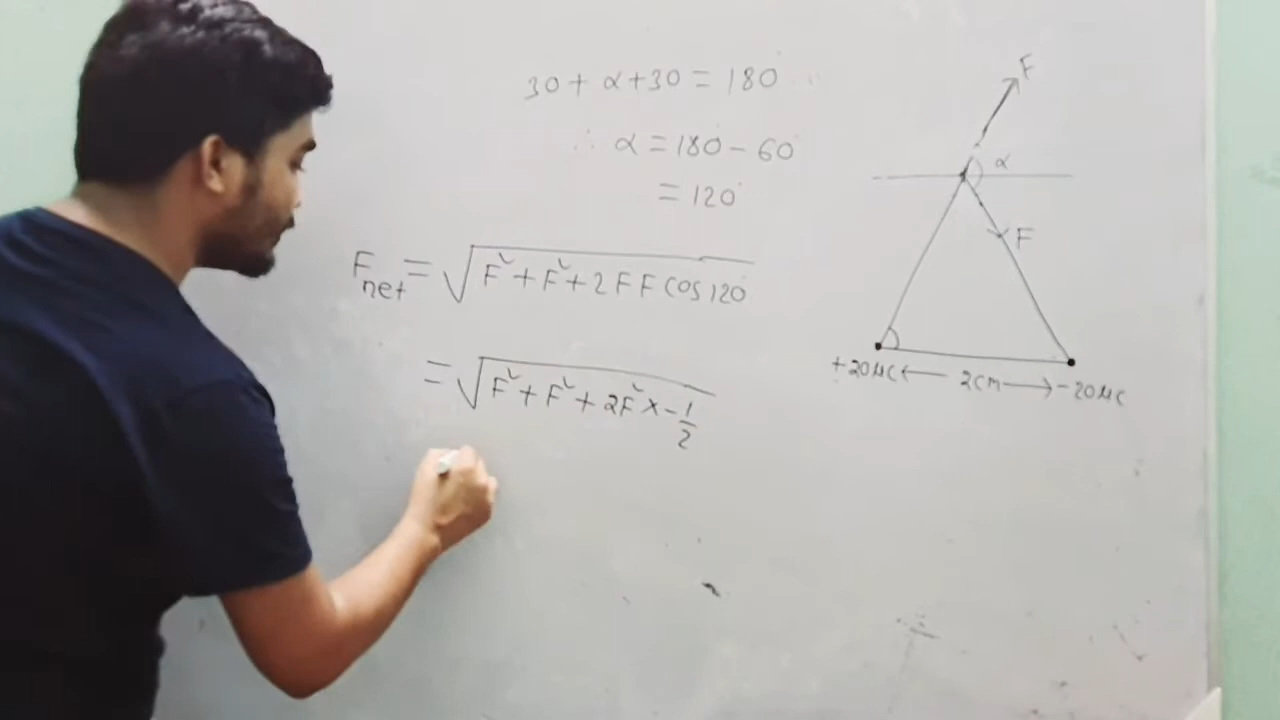 30 + α + 30 = 180°
∴ α = 180° - 60°
= 120°
F_net = √(F² + F² + 2 F F cos 120°)
= √(F² + F² + 2F² × -1/2)
F
α
F
+20μC ← 2cm → -20μC